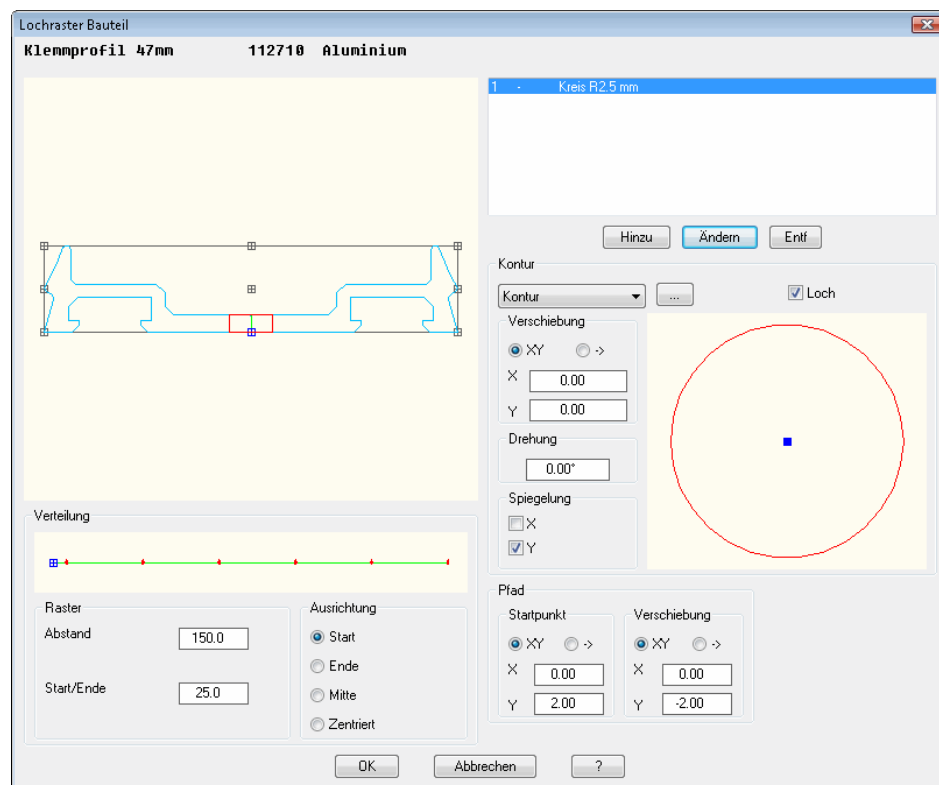 Lochraster Bauteil
Klemmprofil 47mm 112710 Aluminium
1 - Kreis R2.5 mm
Hinzu Ändern Entf
Kontur
Kontur ... Loch
Verschiebung
XY ->
X 0.00
Y 0.00
Drehung
0.00°
Spiegelung
X
Y
Verteilung
Raster
Abstand 150.0
Start/Ende 25.0
Ausrichtung
Start
Ende
Mitte
Zentriert
Pfad
Startpunkt
XY ->
X 0.00
Y 2.00
Verschiebung
XY ->
X 0.00
Y -2.00
OK Abbrechen ?